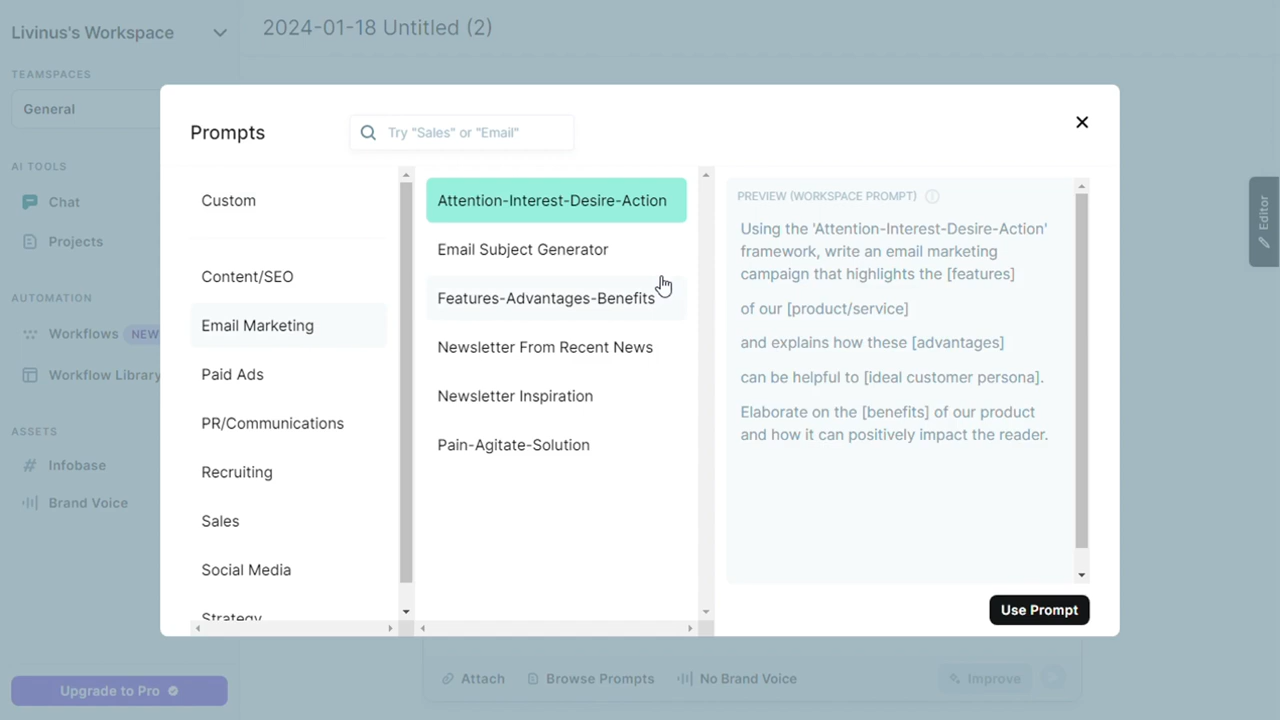 Livinus's Workspace
2024-01-18 Untitled (2)
TEAMSPACES
General
AI TOOLS
Chat
Projects
AUTOMATION
Workflows NEW
Workflow Library
ASSETS
Infobase
Brand Voice
Upgrade to Pro
Prompts
Try "Sales" or "Email"
Custom
Content/SEO
Email Marketing
Paid Ads
PR/Communications
Recruiting
Sales
Social Media
Strategy
Attention-Interest-Desire-Action
Email Subject Generator
Features-Advantages-Benefits
Newsletter From Recent News
Newsletter Inspiration
Pain-Agitate-Solution
PREVIEW (WORKSPACE PROMPT)
Using the 'Attention-Interest-Desire-Action'
framework, write an email marketing
campaign that highlights the [features]
of our [product/service]
and explains how these [advantages]
can be helpful to [ideal customer persona].
Elaborate on the [benefits] of our product
and how it can positively impact the reader.
Use Prompt
Editor
Attach
Browse Prompts
No Brand Voice
Improve